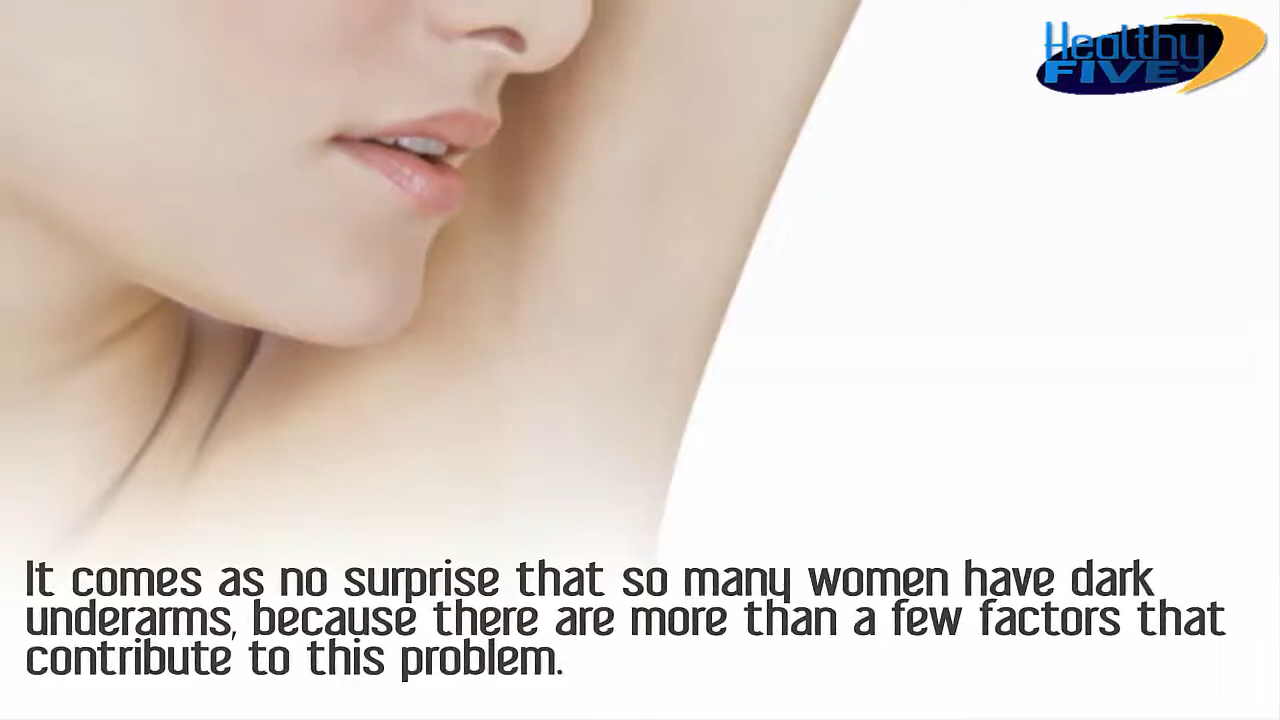 Healthy
FIVE
It comes as no surprise that so many women have dark
underarms, because there are more than a few factors that
contribute to this problem.